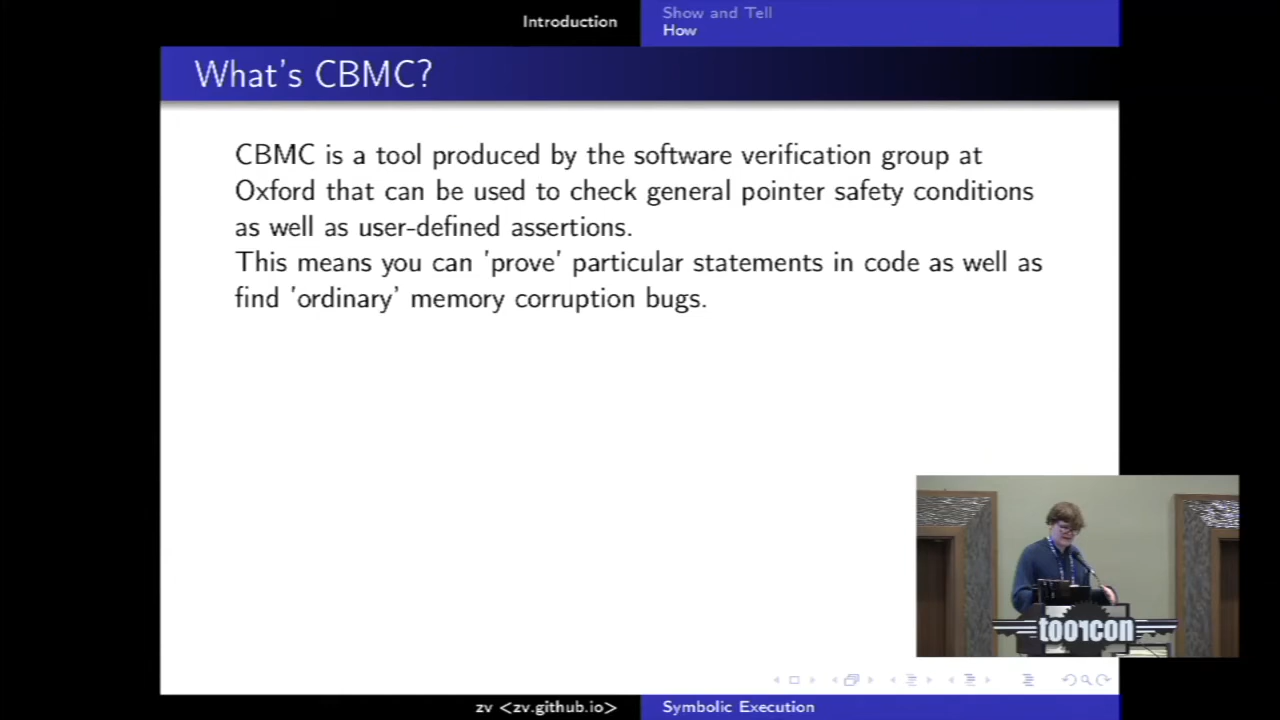 Introduction
Show and Tell
How
What's CBMC?
CBMC is a tool produced by the software verification group at
Oxford that can be used to check general pointer safety conditions
as well as user-defined assertions.
This means you can 'prove' particular statements in code as well as
find 'ordinary' memory corruption bugs.
toorcon
zv <zv.github.io>
Symbolic Execution